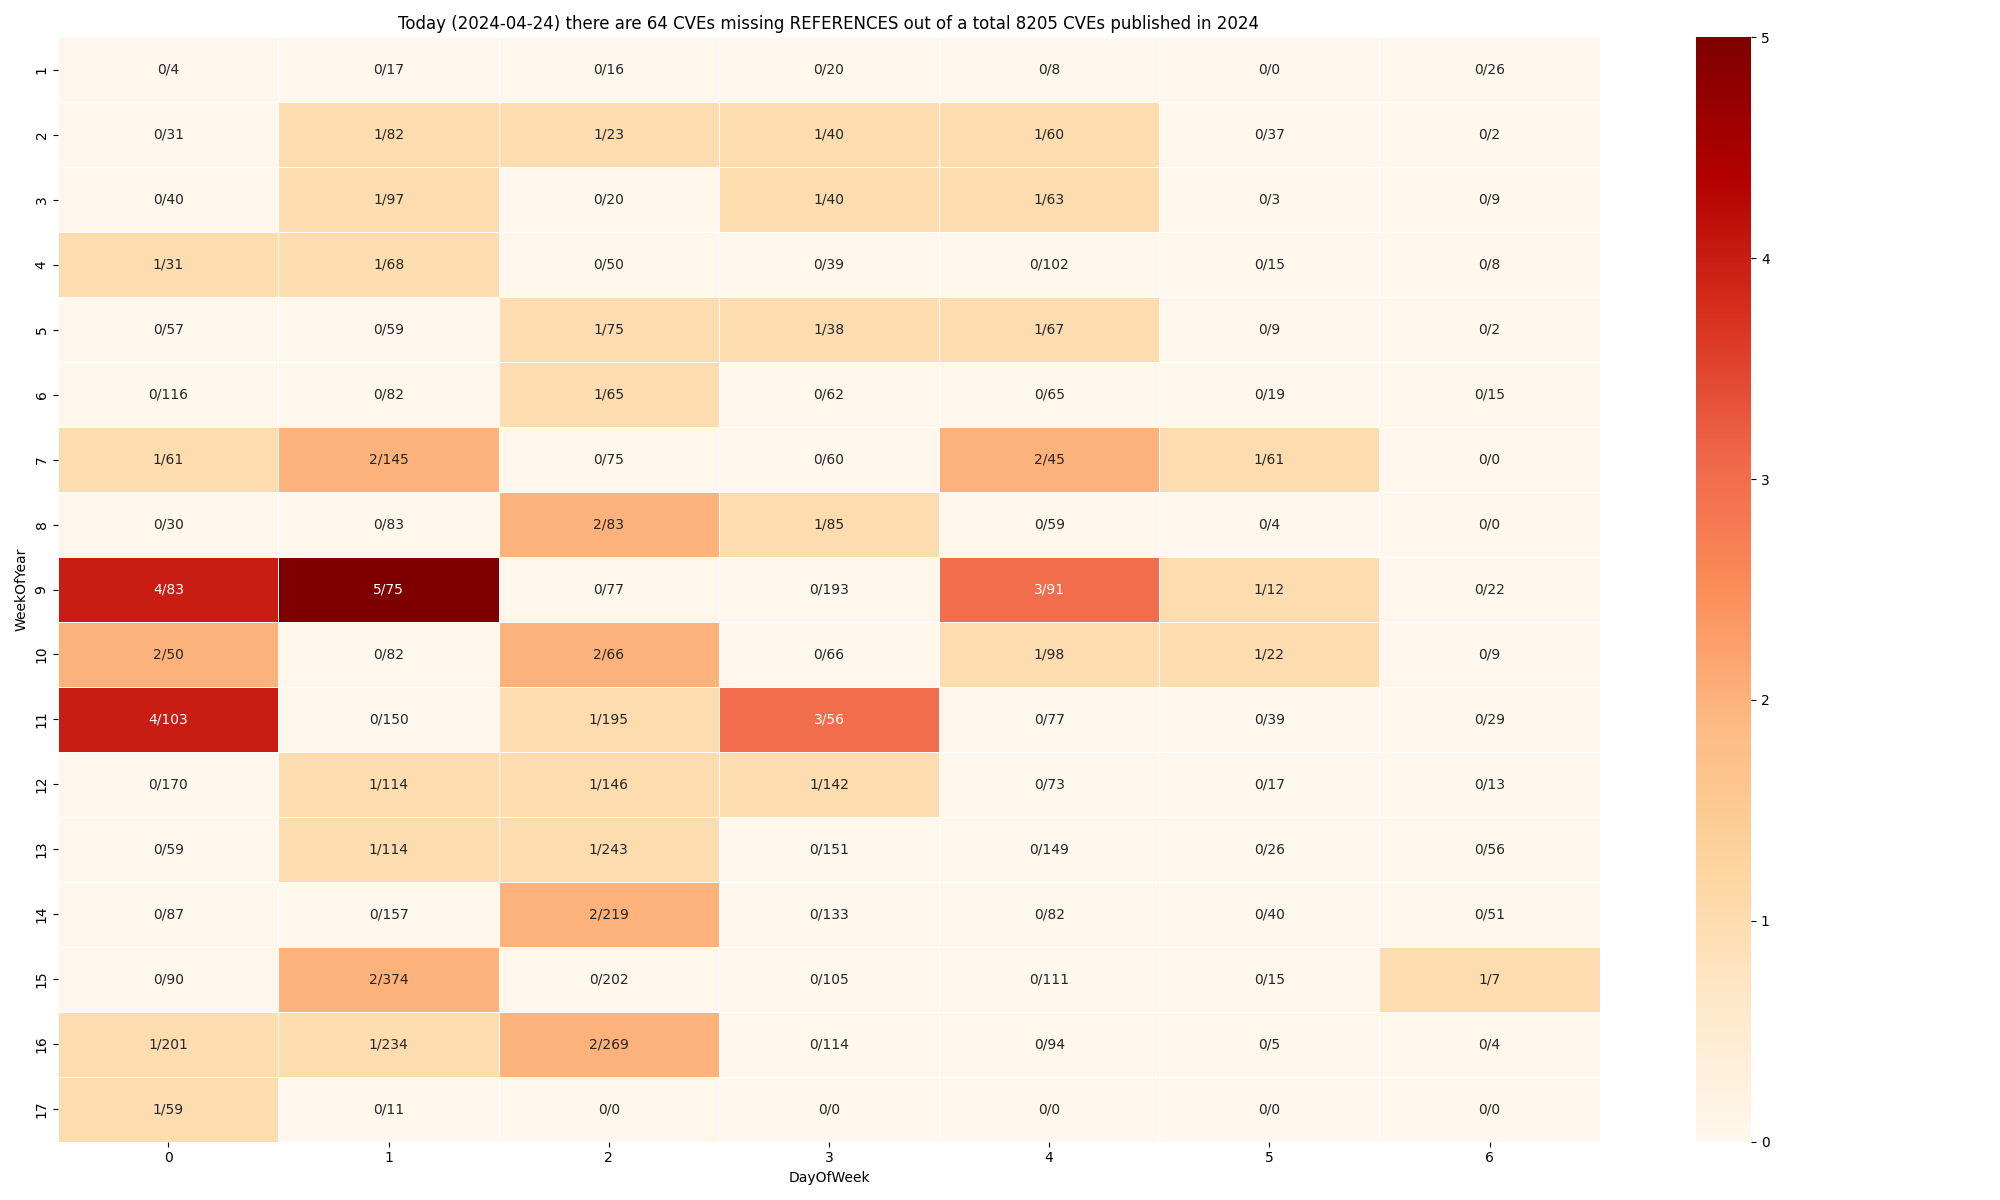 Today (2024-04-24) there are 64 CVEs missing REFERENCES out of a total 8205 CVEs published in 2024
WeekOfYear
1 0/4 0/17 0/16 0/20 0/8 0/0 0/26
2 0/31 1/82 1/23 1/40 1/60 0/37 0/2
3 0/40 1/97 0/20 1/40 1/63 0/3 0/9
4 1/31 1/68 0/50 0/39 0/102 0/15 0/8
5 0/57 0/59 1/75 1/38 1/67 0/9 0/2
6 0/116 0/82 1/65 0/62 0/65 0/19 0/15
7 1/61 2/145 0/75 0/60 2/45 1/61 0/0
8 0/30 0/83 2/83 1/85 0/59 0/4 0/0
9 4/83 5/75 0/77 0/193 3/91 1/12 0/22
10 2/50 0/82 2/66 0/66 1/98 1/22 0/9
11 4/103 0/150 1/195 3/56 0/77 0/39 0/29
12 0/170 1/114 1/146 1/142 0/73 0/17 0/13
13 0/59 1/114 1/243 0/151 0/149 0/26 0/56
14 0/87 0/157 2/219 0/133 0/82 0/40 0/51
15 0/90 2/374 0/202 0/105 0/111 0/15 1/7
16 1/201 1/234 2/269 0/114 0/94 0/5 0/4
17 1/59 0/11 0/0 0/0 0/0 0/0 0/0
0 1 2 3 4 5 6
DayOfWeek
5
4
3
2
1
0